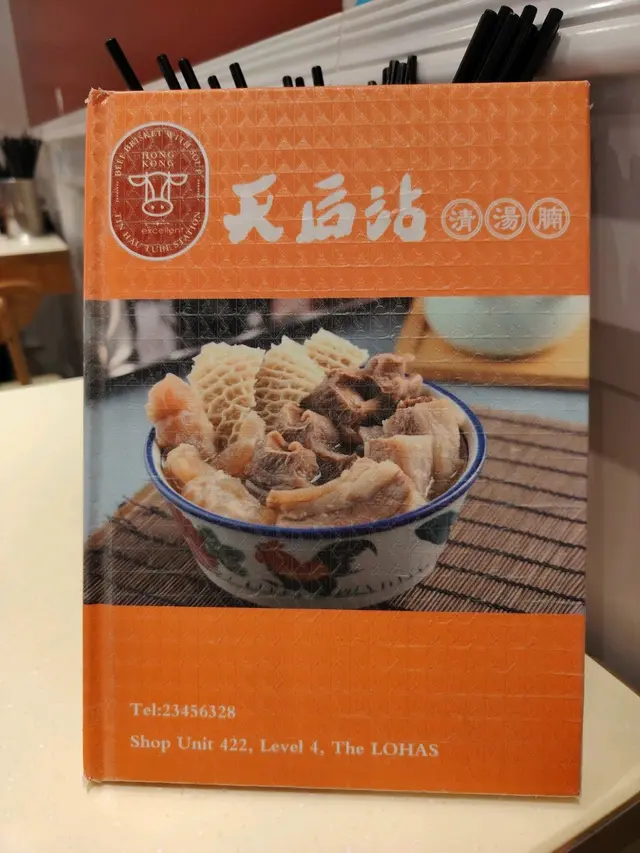 BEEF BRISKET WITH SOUP
HONG
KONG
excellent
TIN HAU TUBE STATION
天后站 清湯腩
Tel:23456328
Shop Unit 422, Level 4, The LOHAS